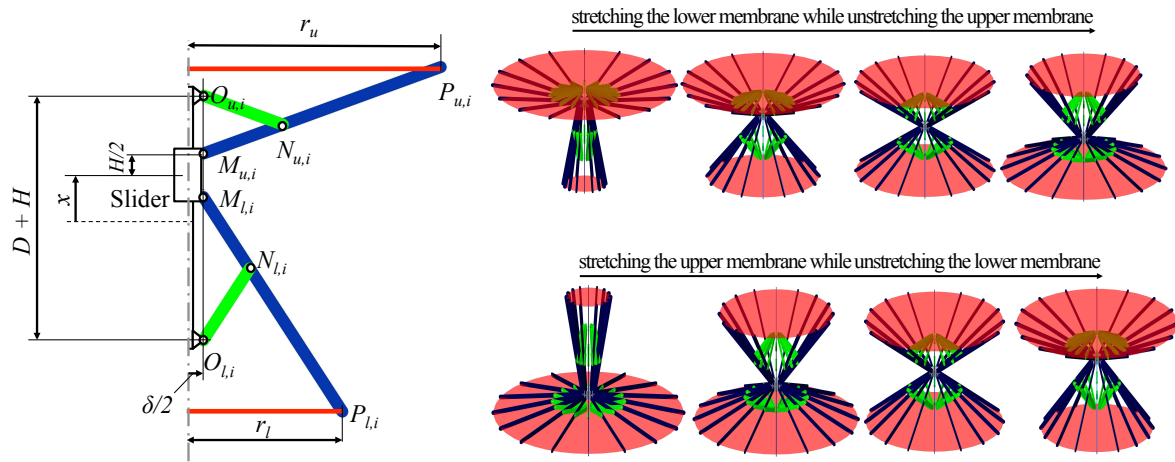 r_u
stretching the lower membrane while unstretching the upper membrane
O_{u,i}
P_{u,i}
N_{u,i}
H/2
M_{u,i}
x
Slider
M_{l,i}
D + H
N_{l,i}
stretching the upper membrane while unstretching the lower membrane
O_{l,i}
δ/2
P_{l,i}
r_l